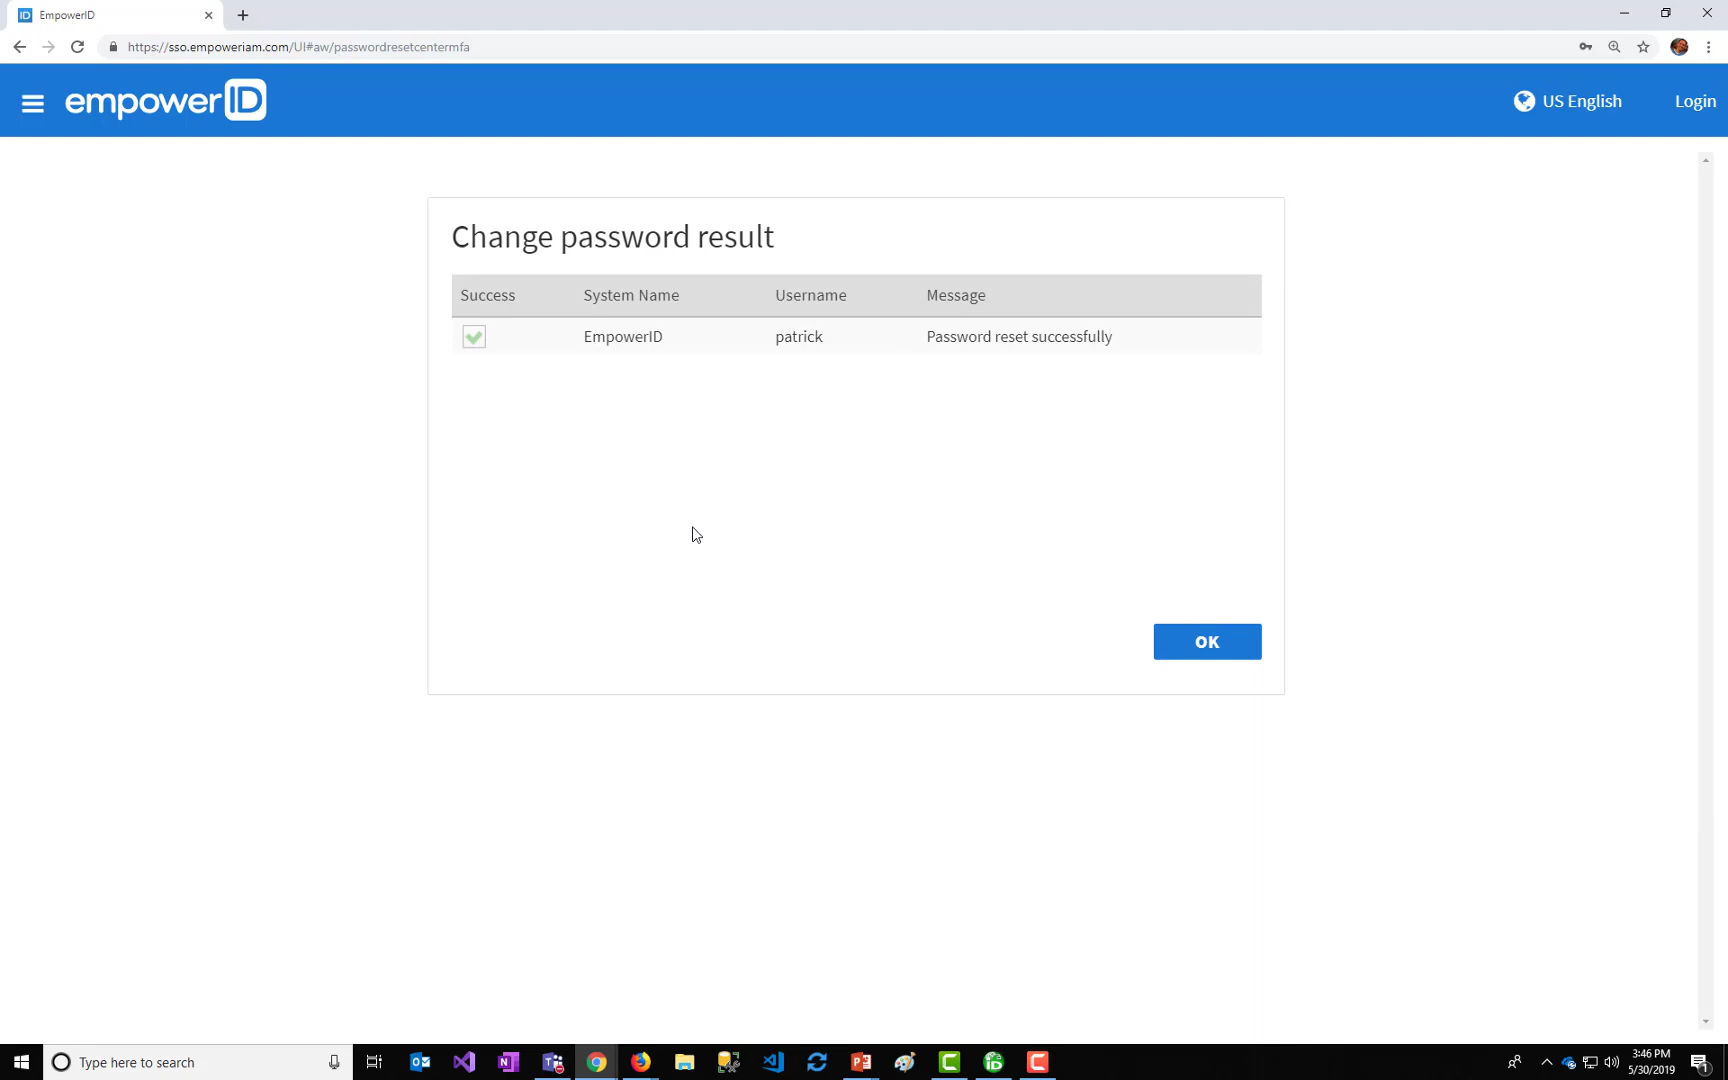 EmpowerID
https://sso.empoweriam.com/UI#aw/passwordresetcentermfa
empowerID
US English
Login
Change password result
Success System Name Username Message
EmpowerID patrick Password reset successfully
OK
Type here to search
3:46 PM
5/30/2019
1